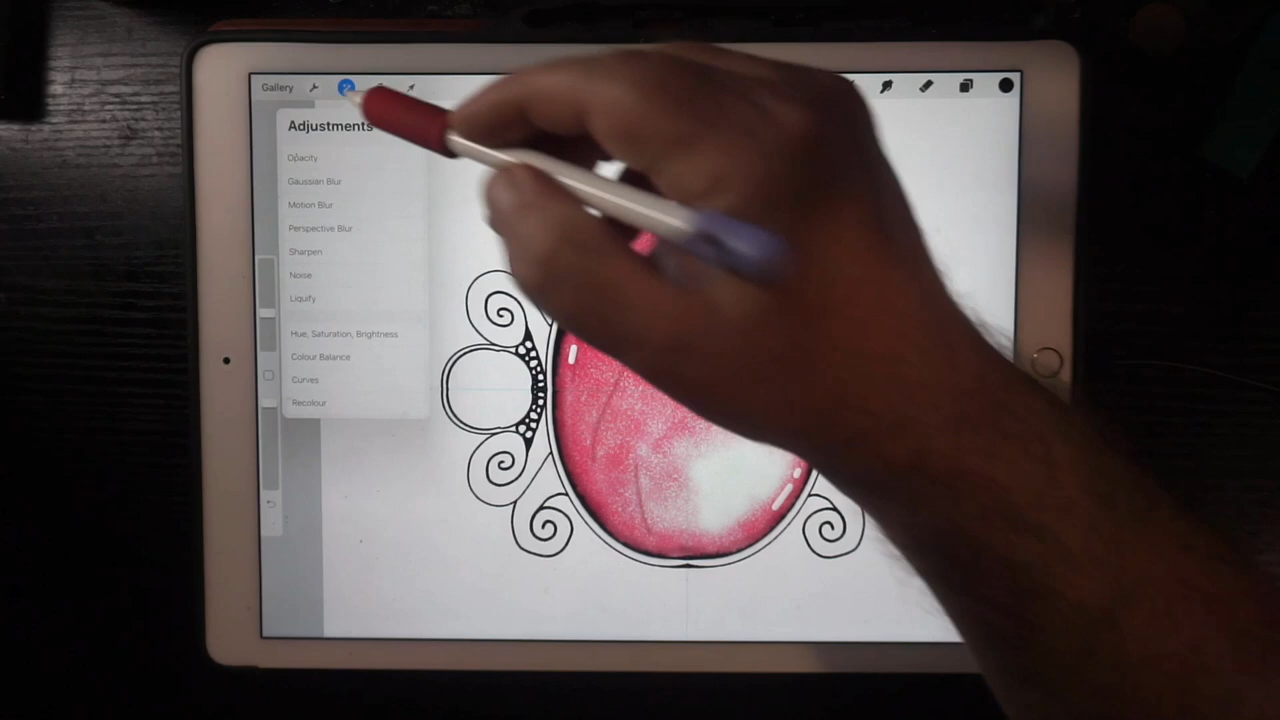 Gallery
Adjustments
Opacity
Gaussian Blur
Motion Blur
Perspective Blur
Sharpen
Noise
Liquify
Hue, Saturation, Brightness
Colour Balance
Curves
Recolour